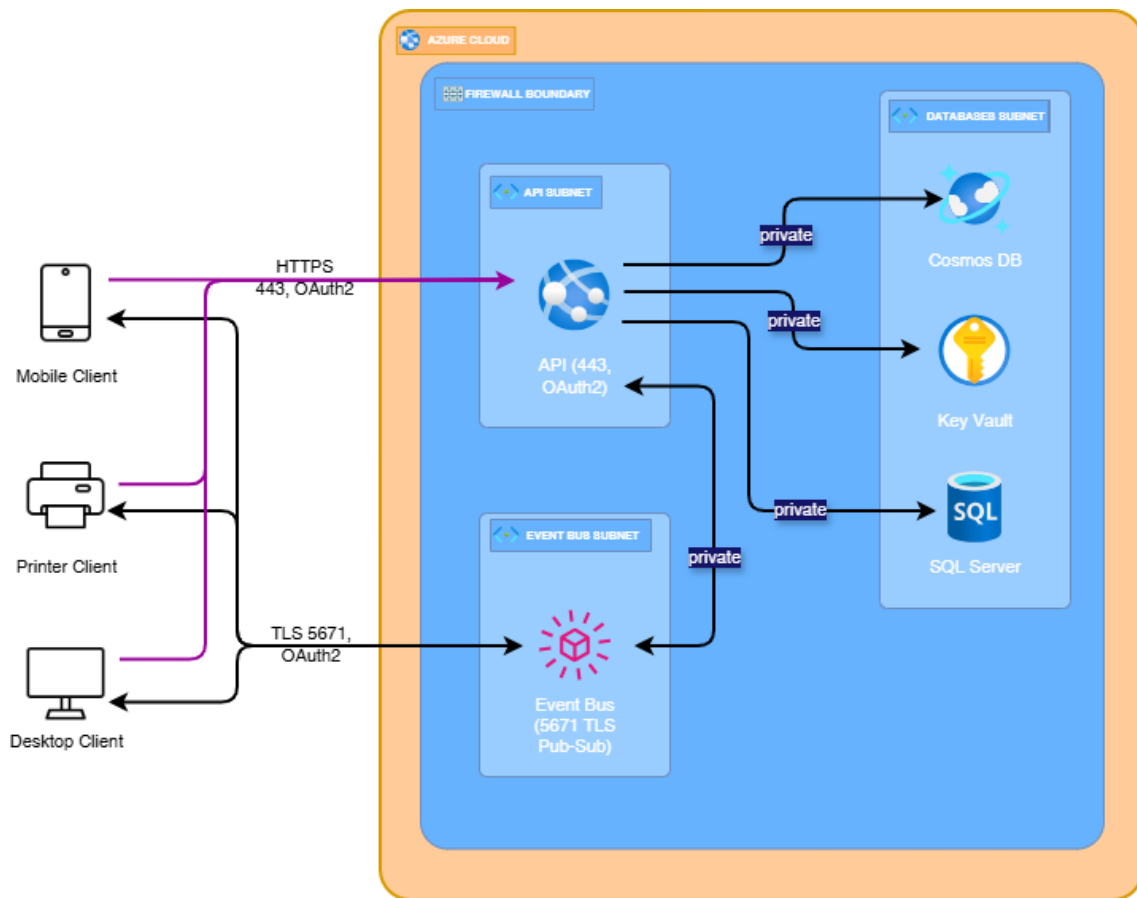 AZURE CLOUD
FIREWALL BOUNDARY
DATABASES SUBNET
API SUBNET
private
Cosmos DB
HTTPS
443, OAuth2
private
Mobile Client
API (443,
OAuth2)
Key Vault
private
SQL
SQL Server
Printer Client
EVENT BUS SUBNET
private
TLS 5671,
OAuth2
Event Bus
(5671 TLS
Pub-Sub)
Desktop Client